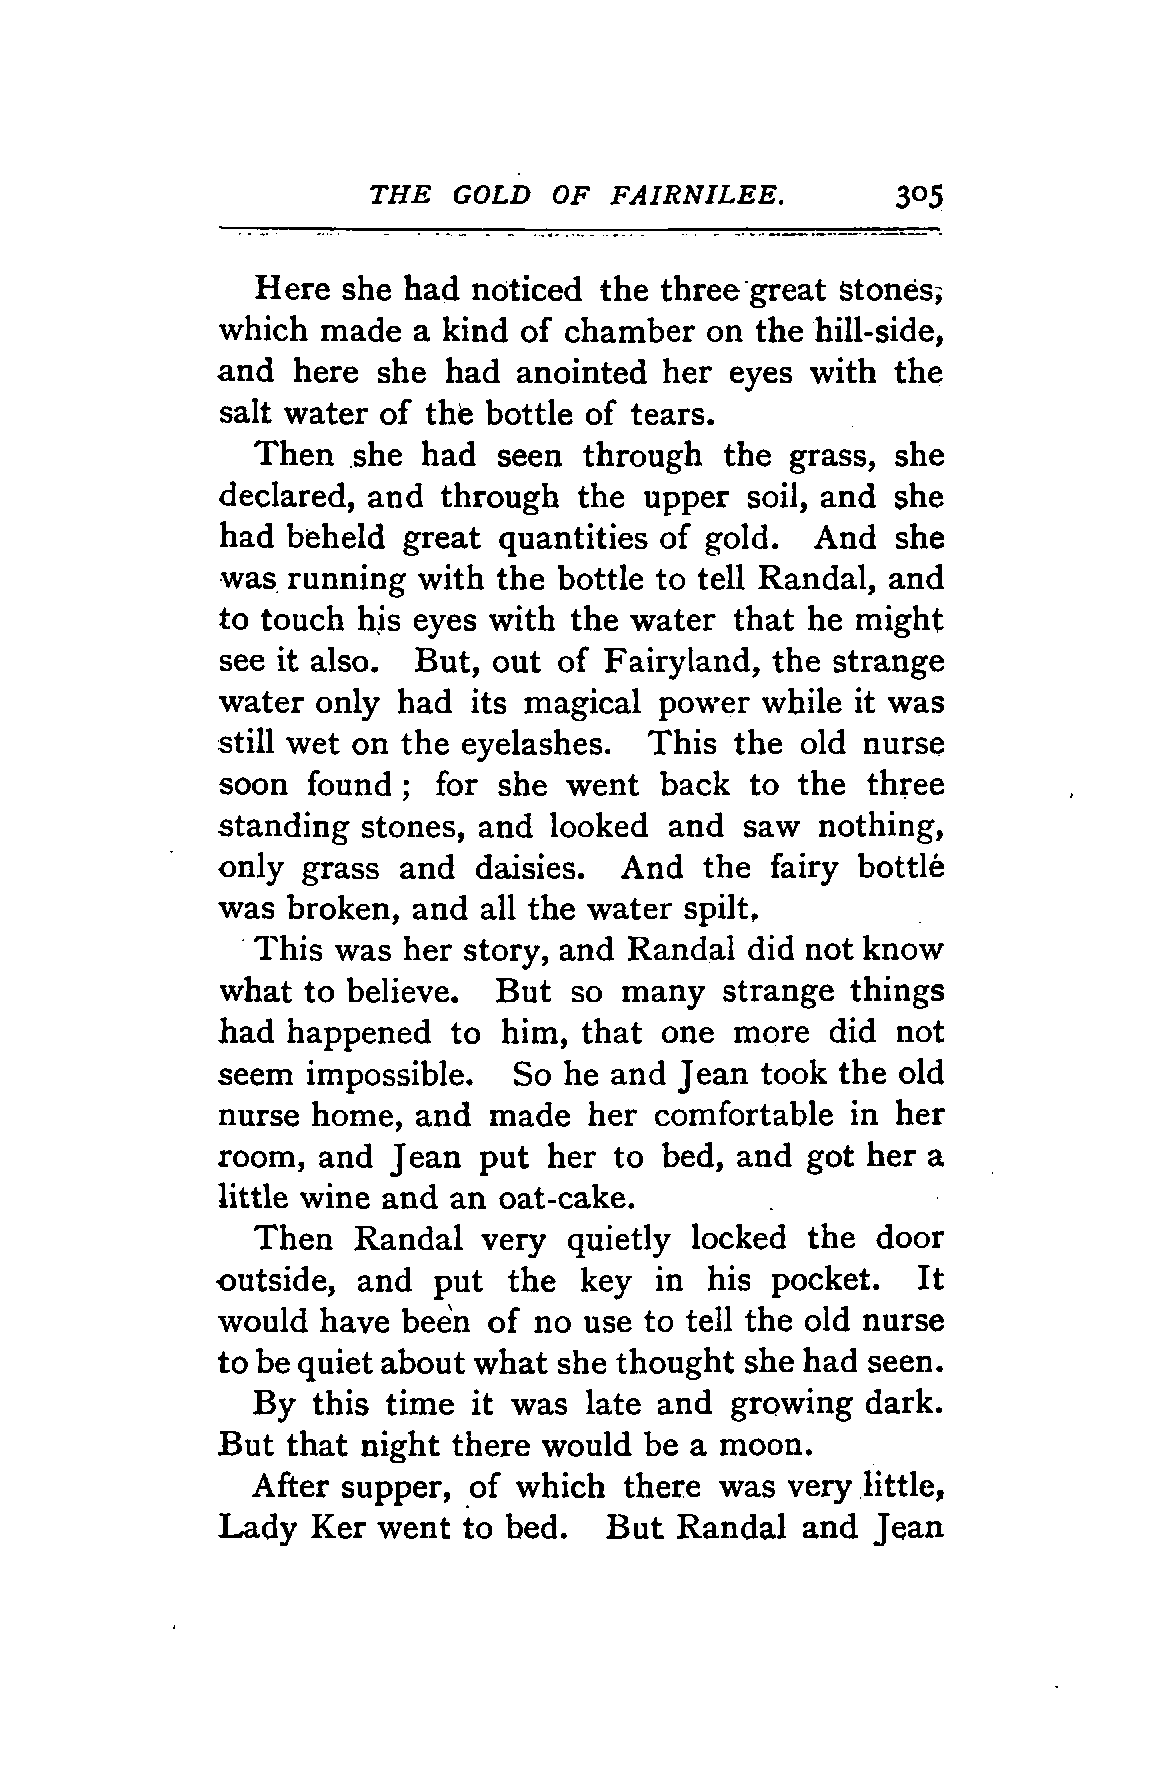 THE GOLD OF FAIRNILEE. 305
Here she had noticed the three great stones,
which made a kind of chamber on the hill-side,
and here she had anointed her eyes with the
salt water of the bottle of tears.
Then she had seen through the grass, she
declared, and through the upper soil, and she
had beheld great quantities of gold. And she
was running with the bottle to tell Randal, and
to touch his eyes with the water that he might
see it also. But, out of Fairyland, the strange
water only had its magical power while it was
still wet on the eyelashes. This the old nurse
soon found; for she went back to the three
standing stones, and looked and saw nothing,
only grass and daisies. And the fairy bottle
was broken, and all the water spilt.
This was her story, and Randal did not know
what to believe. But so many strange things
had happened to him, that one more did not
seem impossible. So he and Jean took the old
nurse home, and made her comfortable in her
room, and Jean put her to bed, and got her a
little wine and an oat-cake.
Then Randal very quietly locked the door
outside, and put the key in his pocket. It
would have been of no use to tell the old nurse
to be quiet about what she thought she had seen.
By this time it was late and growing dark.
But that night there would be a moon.
After supper, of which there was very little,
Lady Ker went to bed. But Randal and Jean